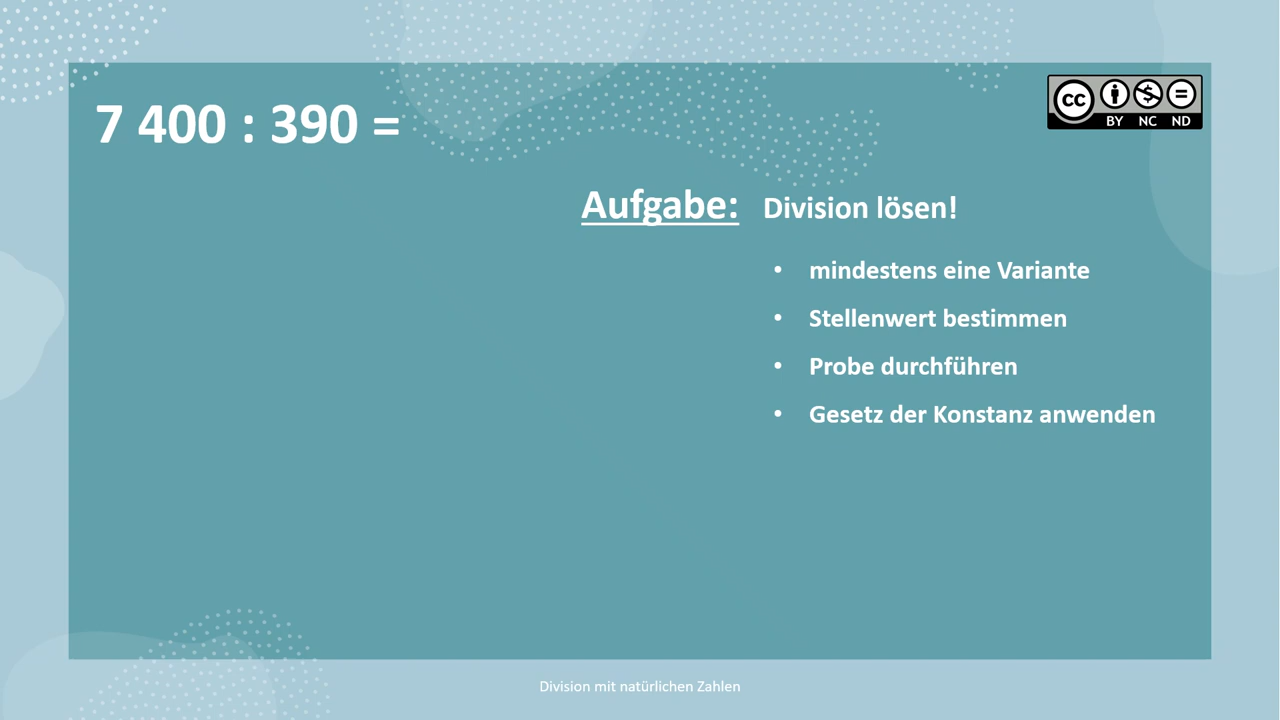 7 400 : 390 =
CC BY NC ND
Aufgabe: Division lösen!
• mindestens eine Variante
• Stellenwert bestimmen
• Probe durchführen
• Gesetz der Konstanz anwenden
Division mit natürlichen Zahlen